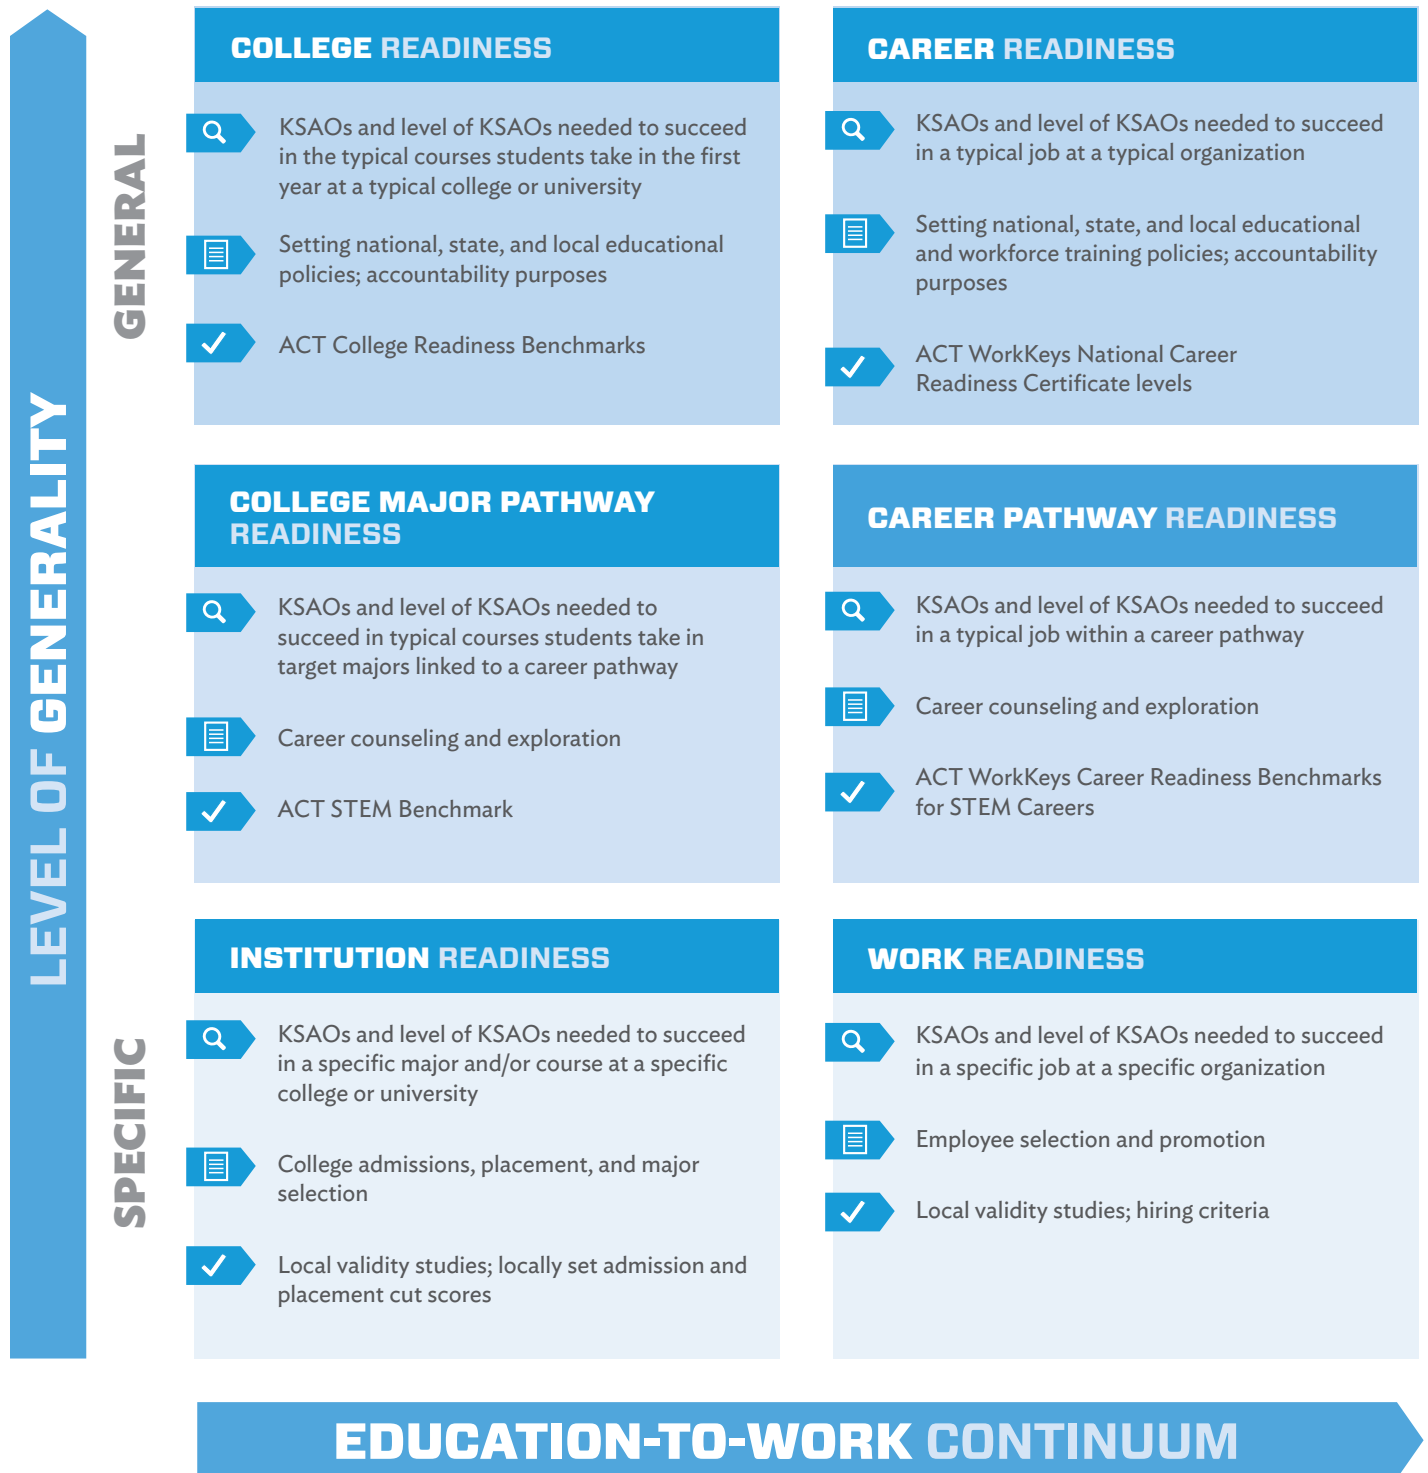 LEVEL OF GENERALITY
GENERAL
COLLEGE READINESS
KSAOs and level of KSAOs needed to succeed
in the typical courses students take in the first
year at a typical college or university
Setting national, state, and local educational
policies; accountability purposes
ACT College Readiness Benchmarks
CAREER READINESS
KSAOs and level of KSAOs needed to succeed
in a typical job at a typical organization
Setting national, state, and local educational
and workforce training policies; accountability
purposes
ACT WorkKeys National Career
Readiness Certificate levels
COLLEGE MAJOR PATHWAY
READINESS
KSAOs and level of KSAOs needed to
succeed in typical courses students take in
target majors linked to a career pathway
Career counseling and exploration
ACT STEM Benchmark
CAREER PATHWAY READINESS
KSAOs and level of KSAOs needed to succeed
in a typical job within a career pathway
Career counseling and exploration
ACT WorkKeys Career Readiness Benchmarks
for STEM Careers
SPECIFIC
INSTITUTION READINESS
KSAOs and level of KSAOs needed to succeed
in a specific major and/or course at a specific
college or university
College admissions, placement, and major
selection
Local validity studies; locally set admission and
placement cut scores
WORK READINESS
KSAOs and level of KSAOs needed to succeed
in a specific job at a specific organization
Employee selection and promotion
Local validity studies; hiring criteria
EDUCATION-TO-WORK CONTINUUM